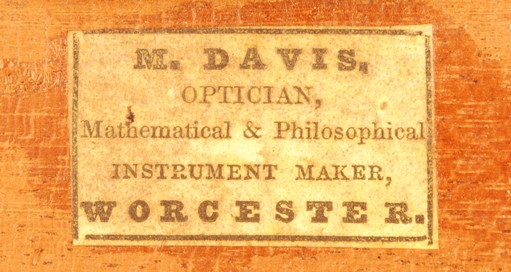 M. DAVIS,
OPTICIAN,
Mathematical & Philosophical
INSTRUMENT MAKER,
WORCESTER.